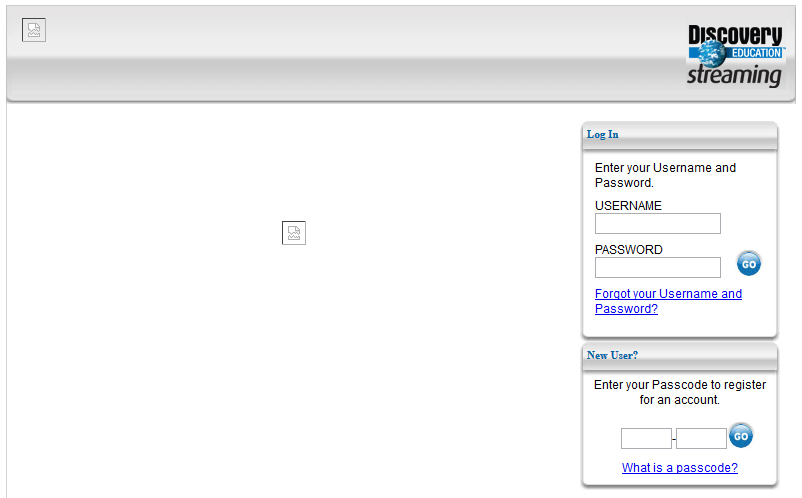 Discovery
EDUCATION™
streaming
Log In
Enter your Username and
Password.
USERNAME
PASSWORD
GO
Forgot your Username and
Password?
New User?
Enter your Passcode to register
for an account.
- GO
What is a passcode?